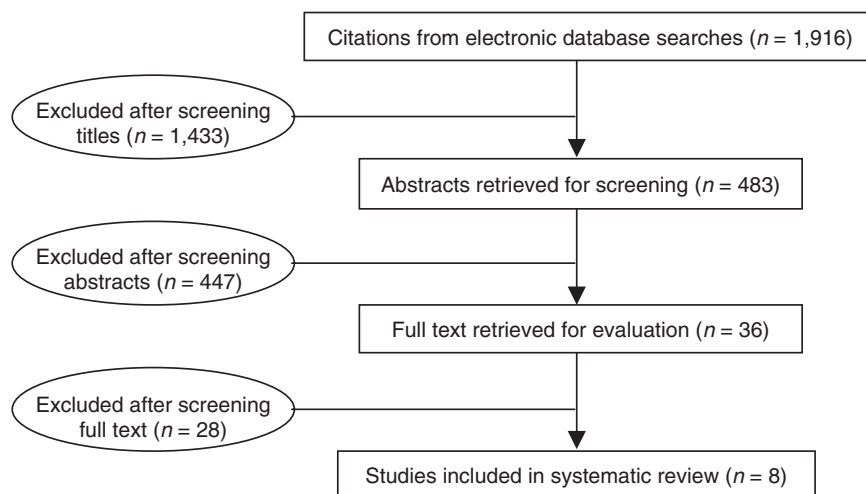 Citations from electronic database searches (n = 1,916)
Excluded after screening
titles (n = 1,433)
Abstracts retrieved for screening (n = 483)
Excluded after screening
abstracts (n = 447)
Full text retrieved for evaluation (n = 36)
Excluded after screening
full text (n = 28)
Studies included in systematic review (n = 8)